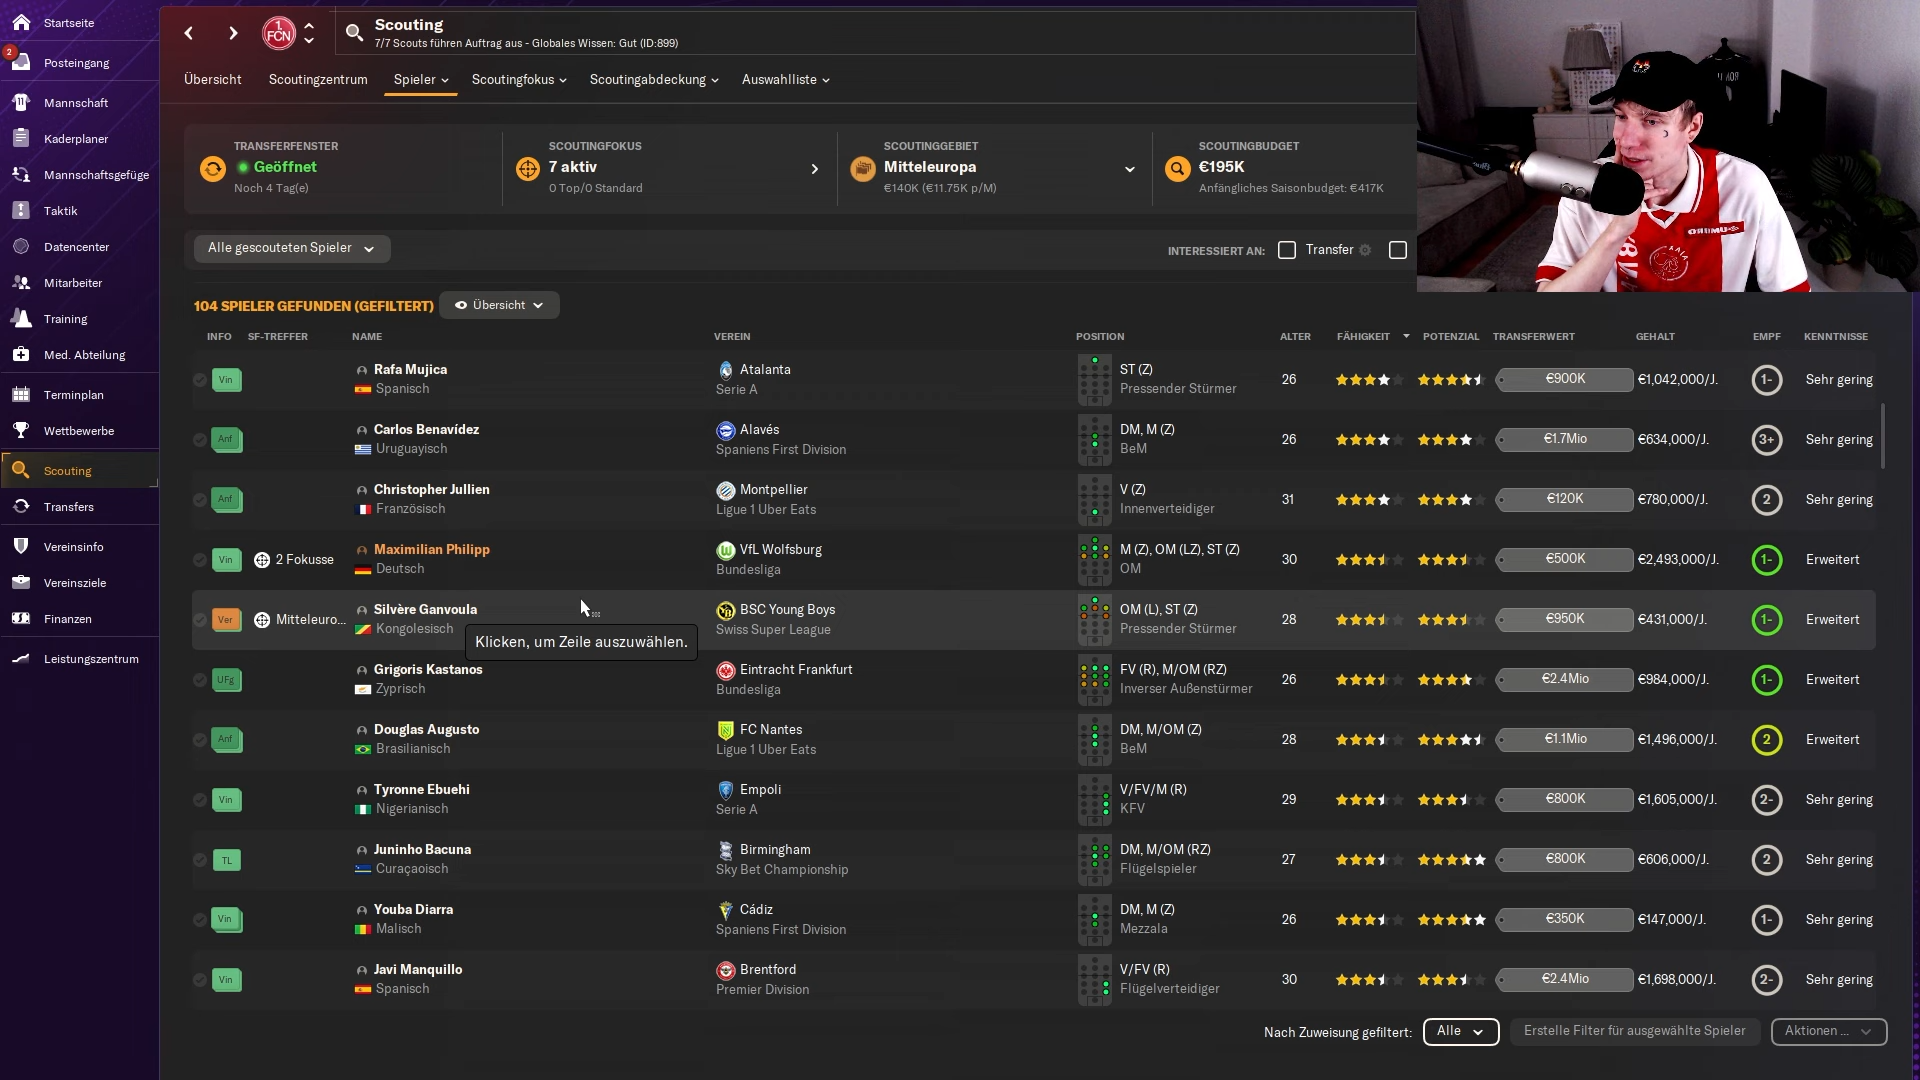 Startseite
2
Posteingang
Mannschaft
Kaderplaner
Mannschaftsgefüge
Taktik
Datencenter
Mitarbeiter
Training
Med. Abteilung
Terminplan
Wettbewerbe
Scouting
Transfers
Vereinsinfo
Vereinsziele
Finanzen
Leistungszentrum
1. FCN
Scouting
7/7 Scouts führen Auftrag aus - Globales Wissen: Gut (ID:899)
Übersicht Scoutingzentrum Spieler Scoutingfokus Scoutingabdeckung Auswahlliste
TRANSFERFENSTER
Geöffnet
Noch 4 Tag(e)
SCOUTINGFOKUS
7 aktiv
0 Top/0 Standard
SCOUTINGGEBIET
Mitteleuropa
€140K (€11.75K p/M)
SCOUTINGBUDGET
€195K
Anfängliches Saisonbudget: €417K
Alle gescouteten Spieler
INTERESSIERT AN: Transfer
104 SPIELER GEFUNDEN (GEFILTERT) Übersicht
INFO SF-TREFFER NAME VEREIN POSITION ALTER FÄHIGKEIT POTENZIAL TRANSFERWERT GEHALT EMPF KENNTNISSE
Vin Rafa Mujica Atalanta ST (Z) 26 €900K €1,042,000/J. 1- Sehr gering
Spanisch Serie A Pressender Stürmer
Anf Carlos Benavídez Alavés DM, M (Z) 26 €1.7Mio €634,000/J. 3+ Sehr gering
Uruguayisch Spaniens First Division BeM
Anf Christopher Jullien Montpellier V (Z) 31 €120K €780,000/J. 2 Sehr gering
Französisch Ligue 1 Uber Eats Innenverteidiger
Vin 2 Fokusse Maximilian Philipp VfL Wolfsburg M (Z), OM (LZ), ST (Z) 30 €500K €2,493,000/J. 1- Erweitert
Deutsch Bundesliga OM
Ver Mitteleuro... Silvère Ganvoula BSC Young Boys OM (L), ST (Z) 28 €950K €431,000/J. 1- Erweitert
Kongolesisch Swiss Super League Pressender Stürmer
Klicken, um Zeile auszuwählen.
UFg Grigoris Kastanos Eintracht Frankfurt FV (R), M/OM (RZ) 26 €2.4Mio €984,000/J. 1- Erweitert
Zyprisch Bundesliga Inverser Außenstürmer
Anf Douglas Augusto FC Nantes DM, M/OM (Z) 28 €1.1Mio €1,496,000/J. 2 Erweitert
Brasilianisch Ligue 1 Uber Eats BeM
Vin Tyronne Ebuehi Empoli V/FV/M (R) 29 €800K €1,605,000/J. 2- Sehr gering
Nigerianisch Serie A KFV
TL Juninho Bacuna Birmingham DM, M/OM (RZ) 27 €800K €606,000/J. 2 Sehr gering
Curaçaoisch Sky Bet Championship Flügelspieler
Vin Youba Diarra Cádiz DM, M (Z) 26 €350K €147,000/J. 1- Sehr gering
Malisch Spaniens First Division Mezzala
Vin Javi Manquillo Brentford V/FV (R) 30 €2.4Mio €1,698,000/J. 2- Sehr gering
Spanisch Premier Division Flügelverteidiger
Nach Zuweisung gefiltert: Alle Erstelle Filter für ausgewählte Spieler Aktionen ...